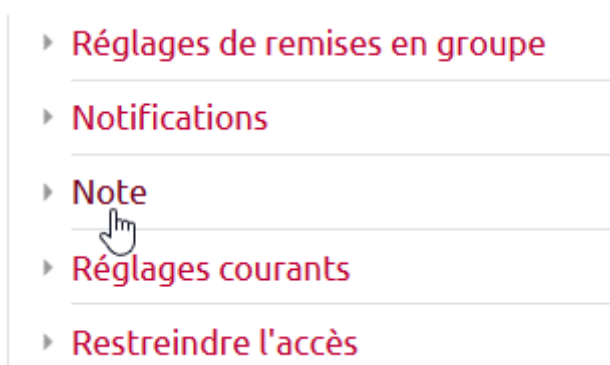 Réglages de remises en groupe
Notifications
Note
Réglages courants
Restreindre l'accès